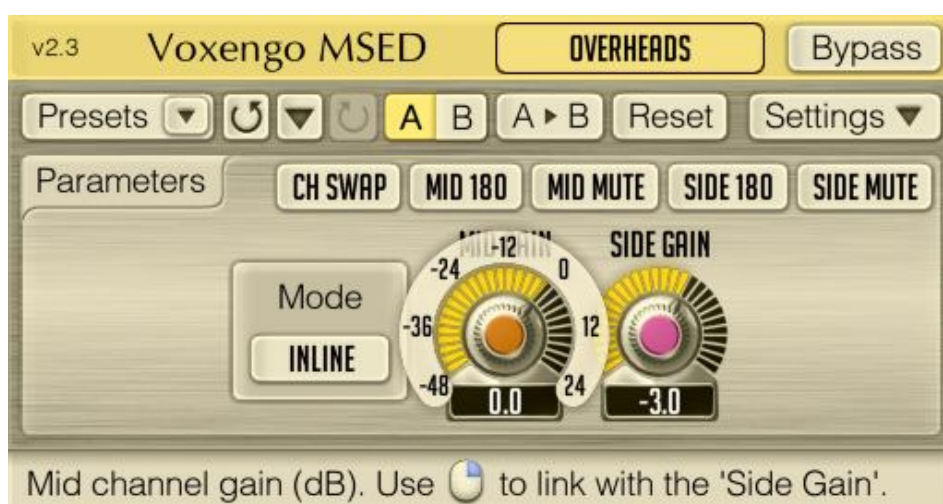 v2.3 Voxengo MSED OVERHEADS Bypass
Presets A B A ▸ B Reset Settings
Parameters CH SWAP MID 180 MID MUTE SIDE 180 SIDE MUTE
MID GAIN SIDE GAIN
-12
-24 0
Mode
-36 12
INLINE
-48 24
0.0 -3.0
Mid channel gain (dB). Use to link with the 'Side Gain'.